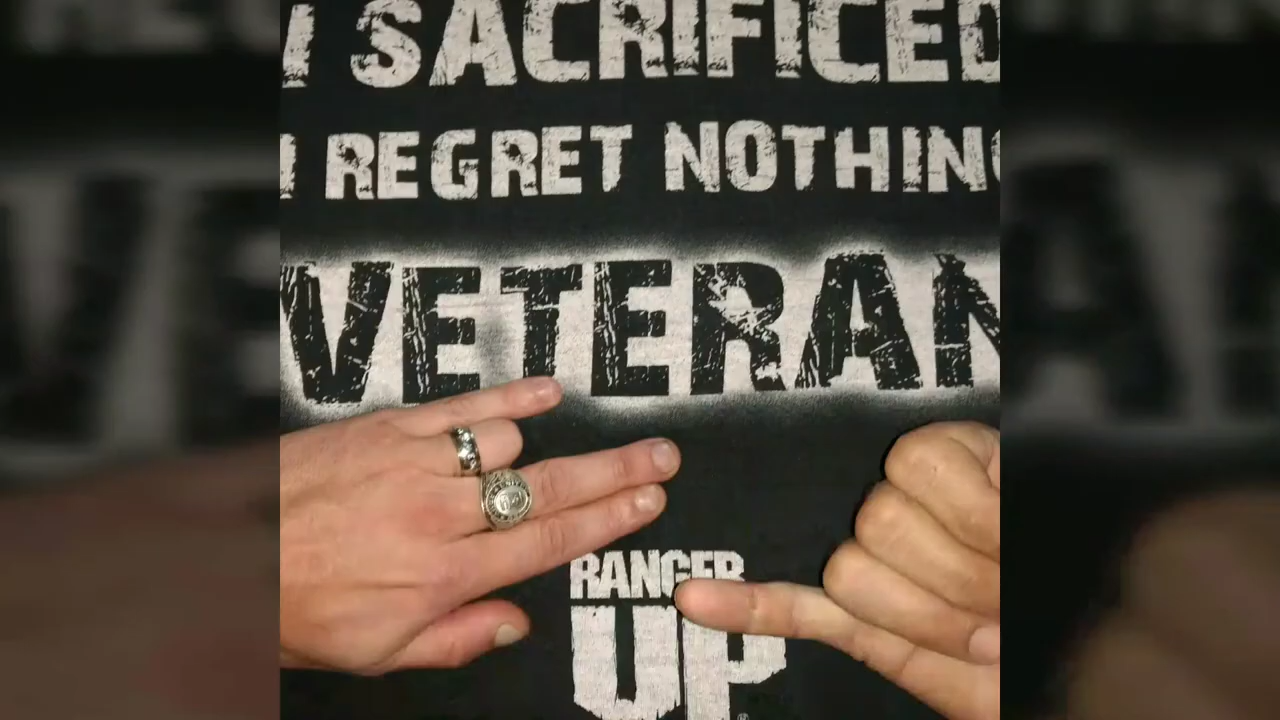 I SACRIFICED
I REGRET NOTHING
VETERAN
RANGER
UP